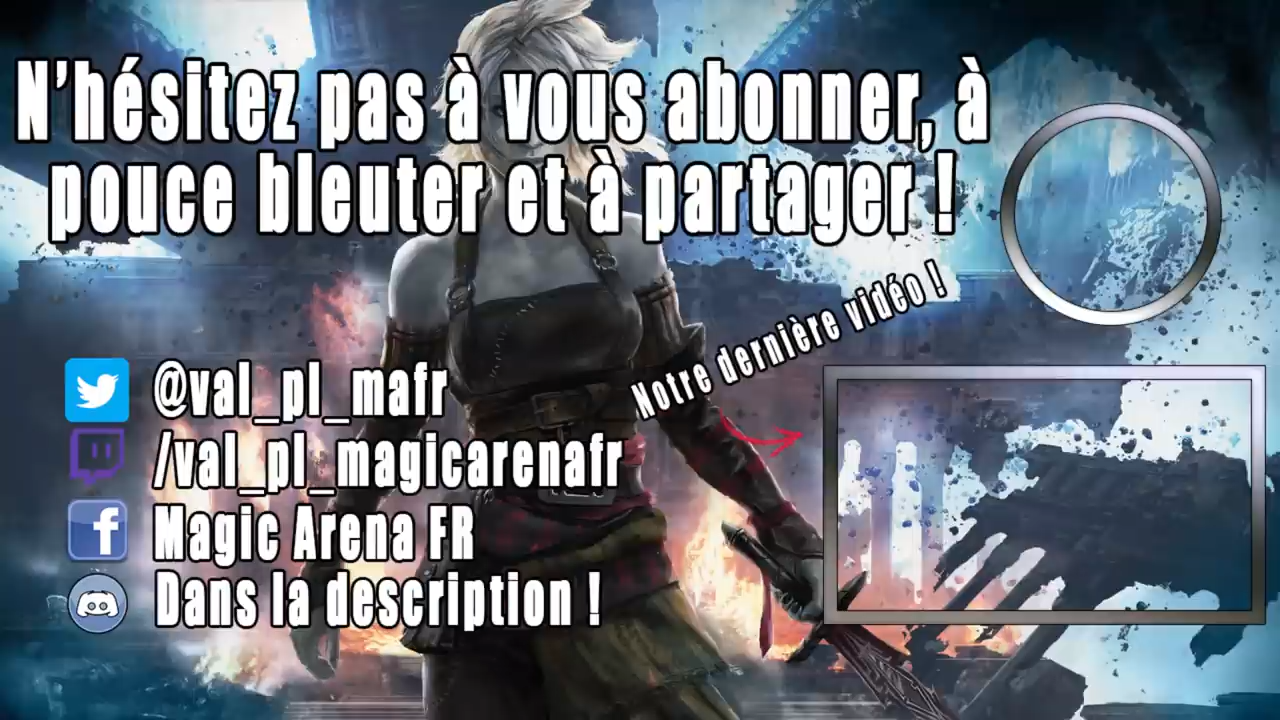 N'hésitez pas à vous abonner, à
pouce bleuter et à partager !
Notre dernière vidéo !
@val_pl_mafr
/val_pl_magicarenafr
f Magic Arena FR
Dans la description !